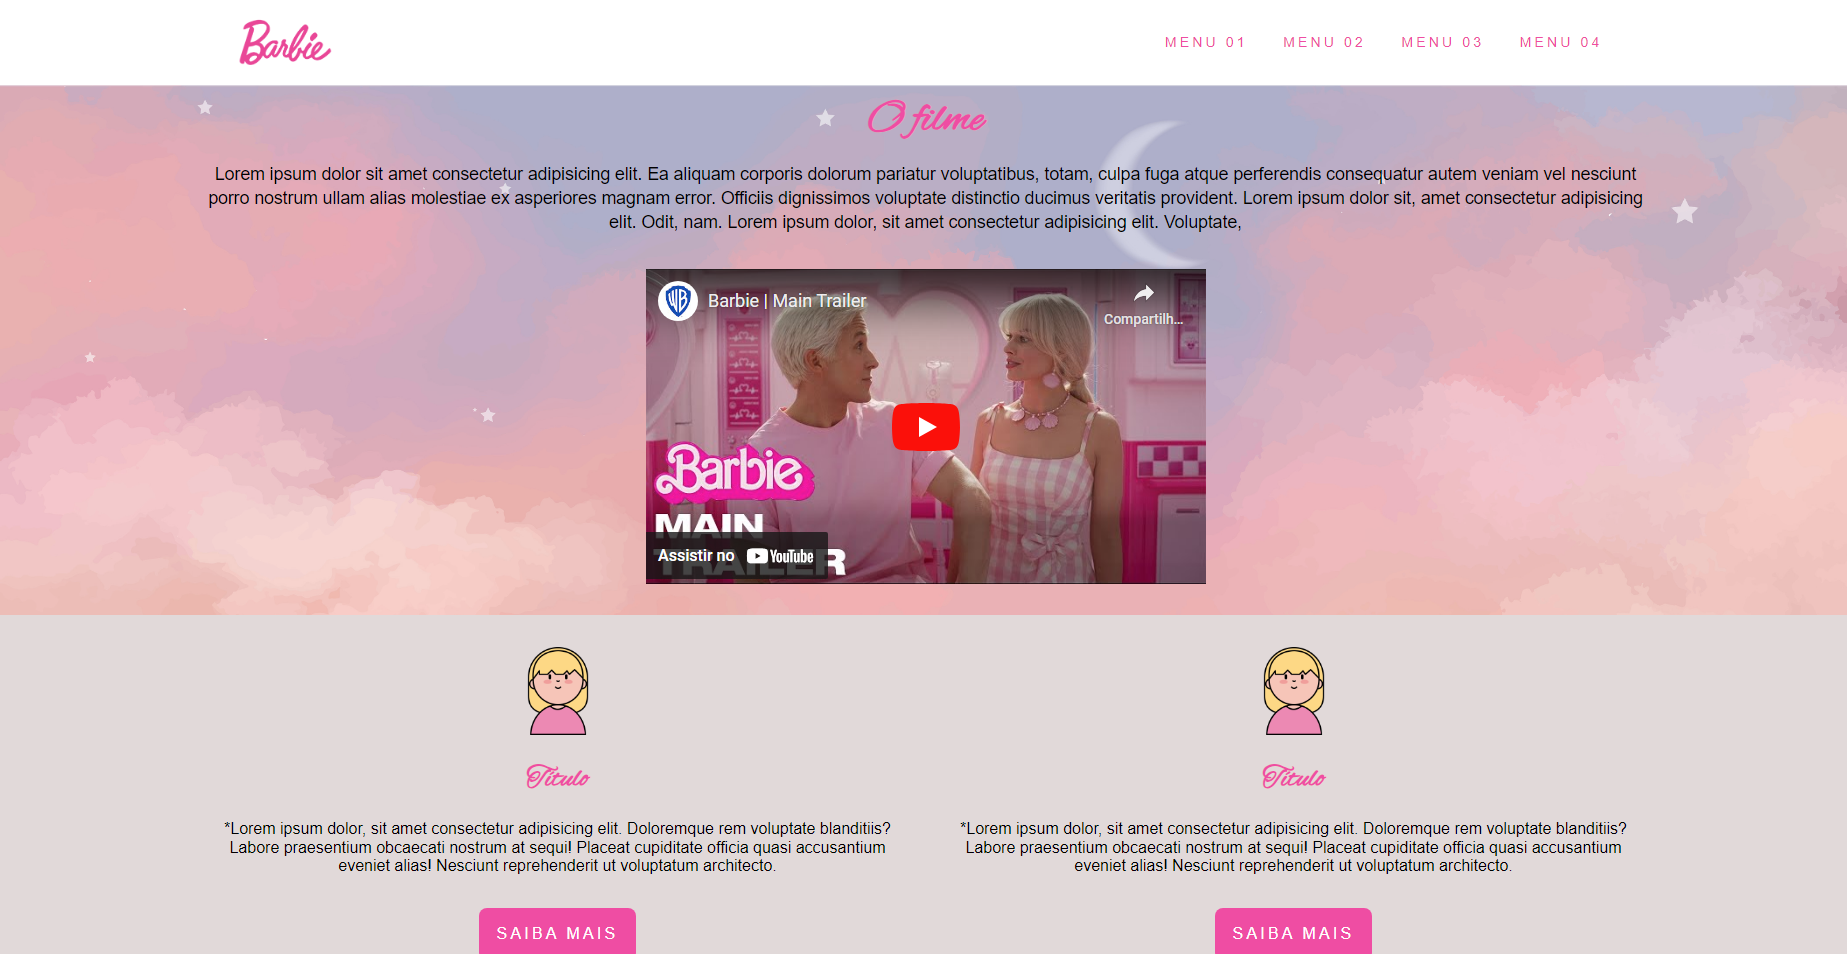 Barbie
MENU 01 MENU 02 MENU 03 MENU 04
O filme
Lorem ipsum dolor sit amet consectetur adipisicing elit. Ea aliquam corporis dolorum pariatur voluptatibus, totam, culpa fuga atque perferendis consequatur autem veniam vel nesciunt
porro nostrum ullam alias molestiae ex asperiores magnam error. Officiis dignissimos voluptate distinctio ducimus veritatis provident. Lorem ipsum dolor sit, amet consectetur adipisicing
elit. Odit, nam. Lorem ipsum dolor, sit amet consectetur adipisicing elit. Voluptate,
WB
Barbie | Main Trailer
Compartilh...
Barbie
MAIN
TRAILER
Assistir no YouTube
Título
*Lorem ipsum dolor, sit amet consectetur adipisicing elit. Doloremque rem voluptate blanditiis?
Labore praesentium obcaecati nostrum at sequi! Placeat cupiditate officia quasi accusantium
eveniet alias! Nesciunt reprehenderit ut voluptatum architecto.
SAIBA MAIS
Título
*Lorem ipsum dolor, sit amet consectetur adipisicing elit. Doloremque rem voluptate blanditiis?
Labore praesentium obcaecati nostrum at sequi! Placeat cupiditate officia quasi accusantium
eveniet alias! Nesciunt reprehenderit ut voluptatum architecto.
SAIBA MAIS